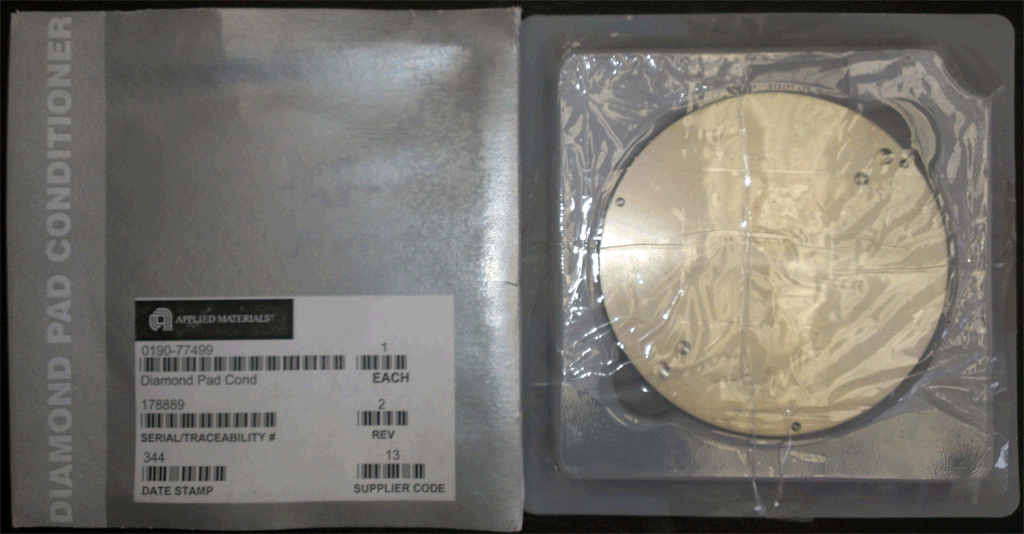 DIAMOND PAD CONDITIONER
APPLIED MATERIALS®
0190-77499
1
Diamond Pad Cond
EACH
178889
2
SERIAL/TRACEABILITY #
REV
344
13
DATE STAMP
SUPPLIER CODE